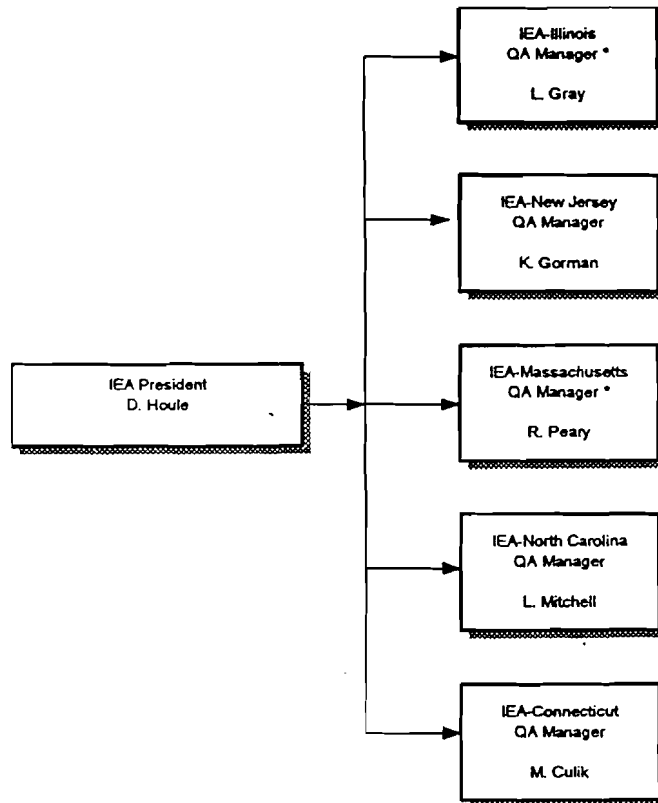 IEA-Illinois
QA Manager *
L. Gray
IEA-New Jersey
QA Manager
K. Gorman
IEA President
D. Houle
IEA-Massachusetts
QA Manager *
R. Peary
IEA-North Carolina
QA Manager
L. Mitchell
IEA-Connecticut
QA Manager
M. Culik